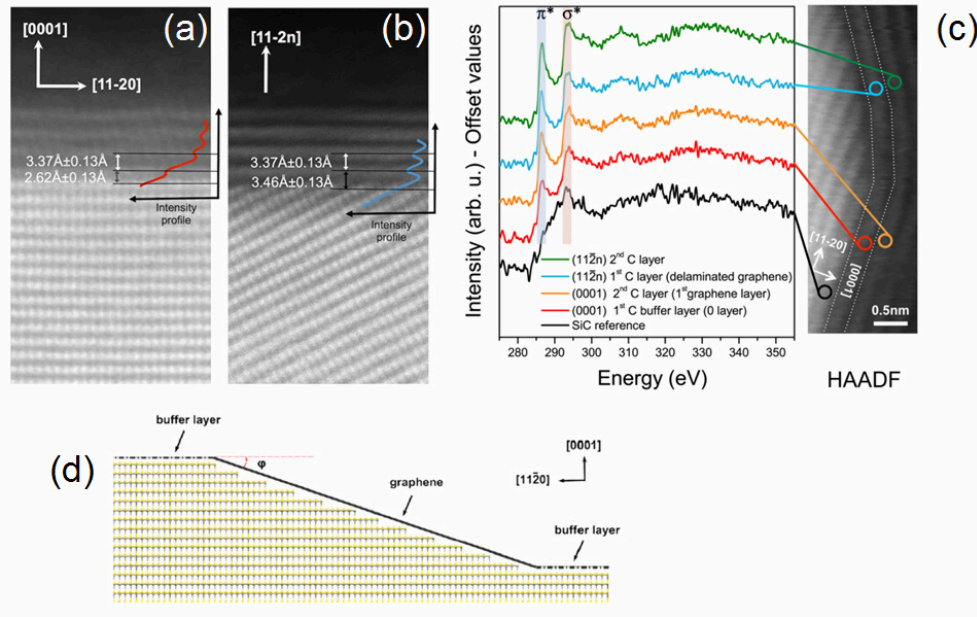 (a)
[0001]
[11-20]
3.37Å±0.13Å
2.62Å±0.13Å
Intensity
profile
(b)
[11-2n]
3.37Å±0.13Å
3.46Å±0.13Å
Intensity
profile
(c)
π*
σ*
Intensity (arb. u.) - Offset values
(112̄n) 2nd C layer
(112̄n) 1st C layer (delaminated graphene)
(0001) 2nd C layer (1st graphene layer)
(0001) 1st C buffer layer (0 layer)
SiC reference
275 280 290 300 310 320 330 340 350
Energy (eV)
[11-20]
[0001]
0.5nm
HAADF
(d)
buffer layer
φ
graphene
buffer layer
[0001]
[112̄0]